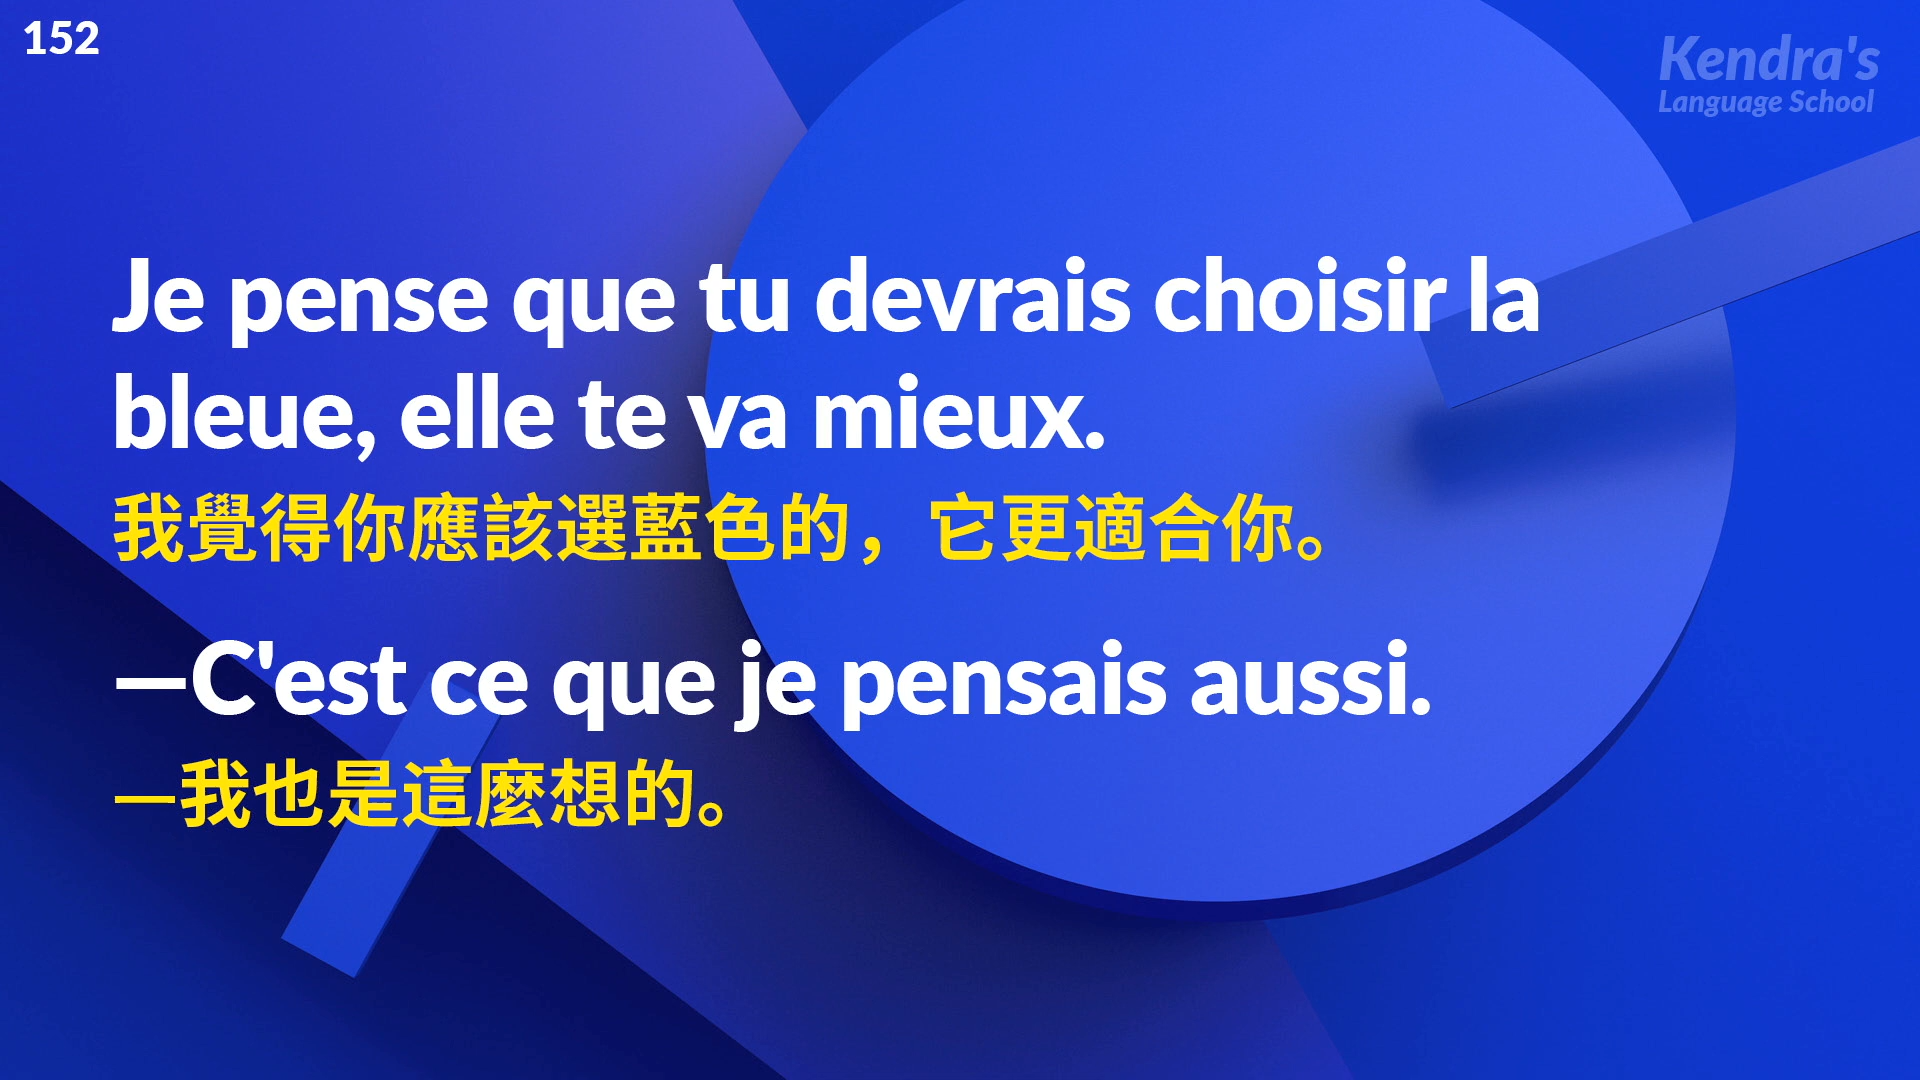 152
Kendra's
Language School
Je pense que tu devrais choisir la
bleue, elle te va mieux.
我覺得你應該選藍色的，它更適合你。
—C'est ce que je pensais aussi.
—我也是這麼想的。